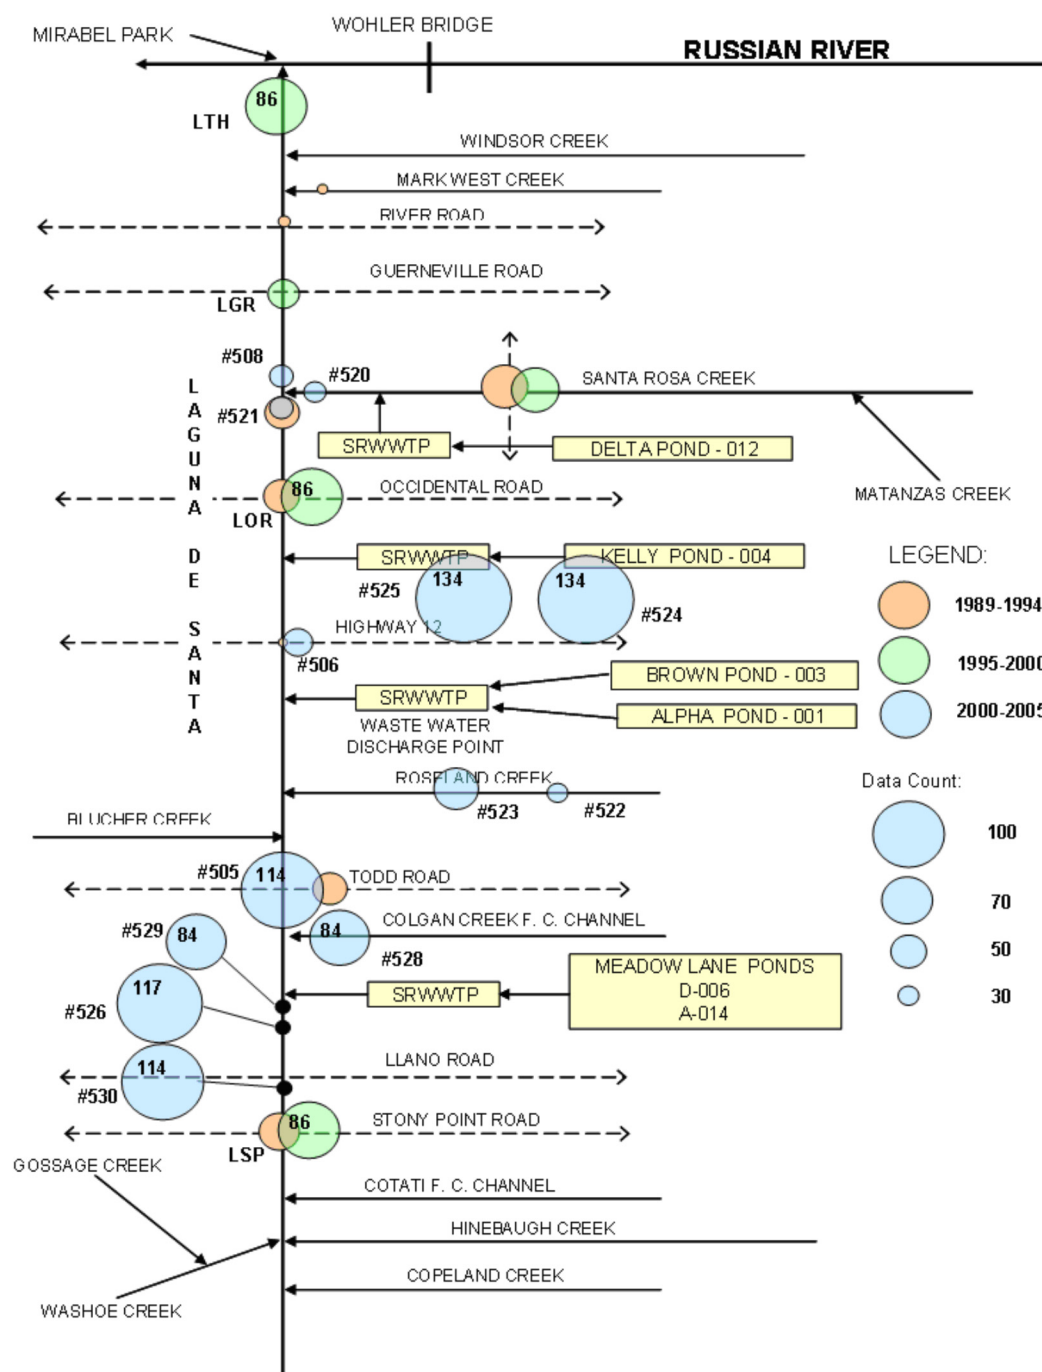 WOHLER BRIDGE
MIRABEL PARK
RUSSIAN RIVER
86
LTH
WINDSOR CREEK
MARK WEST CREEK
RIVER ROAD
GUERNEVILLE ROAD
LGR
#508
#520
SANTA ROSA CREEK
#521
SRWWTP
DELTA POND - 012
MATANZAS CREEK
86
OCCIDENTAL ROAD
LOR
LAGUNA DE SANTA
SRWWTP
KELLY POND - 004
#525
134
134
#524
HIGHWAY 12
#506
BROWN POND - 003
SRWWTP
ALPHA POND - 001
WASTE WATER
DISCHARGE POINT
ROSELAND CREEK
#523
#522
BLUCHER CREEK
#505
114
TODD ROAD
COLGAN CREEK F. C. CHANNEL
#529
84
#528
MEADOW LANE PONDS
D-006
A-014
SRWWTP
117
#526
LLANO ROAD
114
#530
STONY POINT ROAD
86
LSP
GOSSAGE CREEK
COTATI F. C. CHANNEL
HINEBAUGH CREEK
COPELAND CREEK
WASHOE CREEK
LEGEND:
1989-1994
1995-2000
2000-2005
Data Count:
100
70
50
30